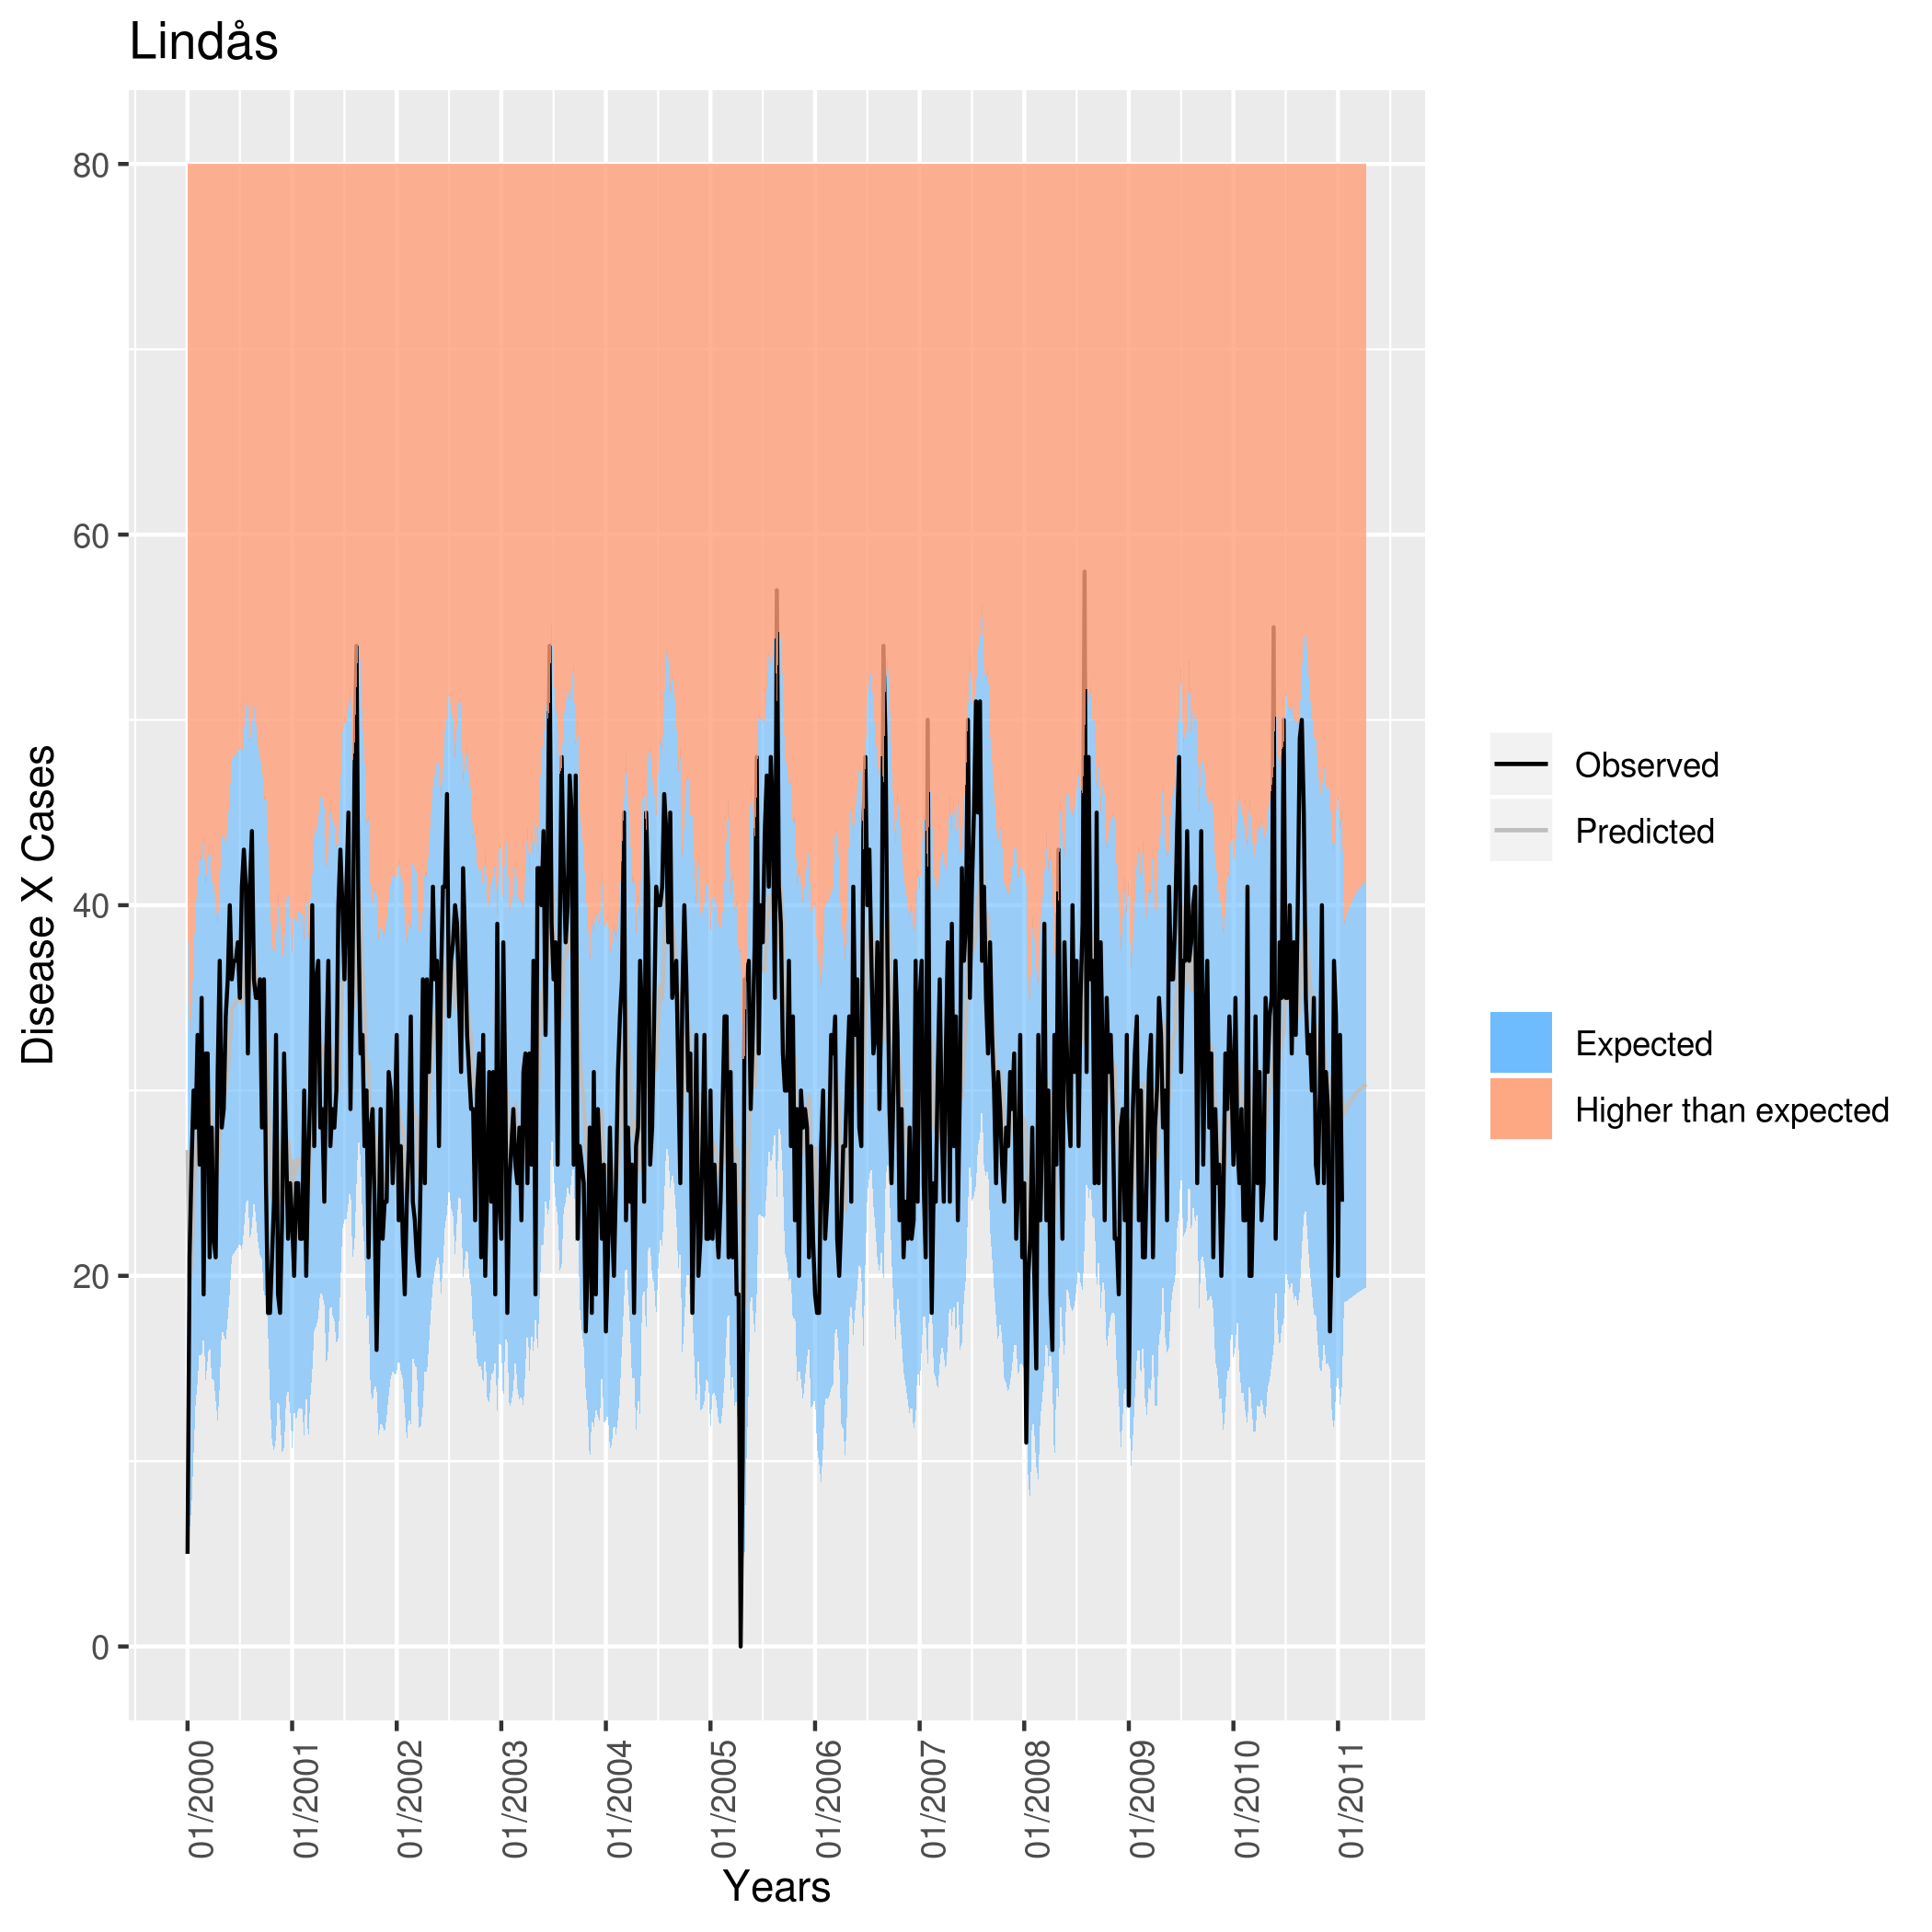 Lindås
80
60
40
20
0
Disease X Cases
01/2000
01/2001
01/2002
01/2003
01/2004
01/2005
01/2006
01/2007
01/2008
01/2009
01/2010
01/2011
Years
Observed
Predicted
Expected
Higher than expected